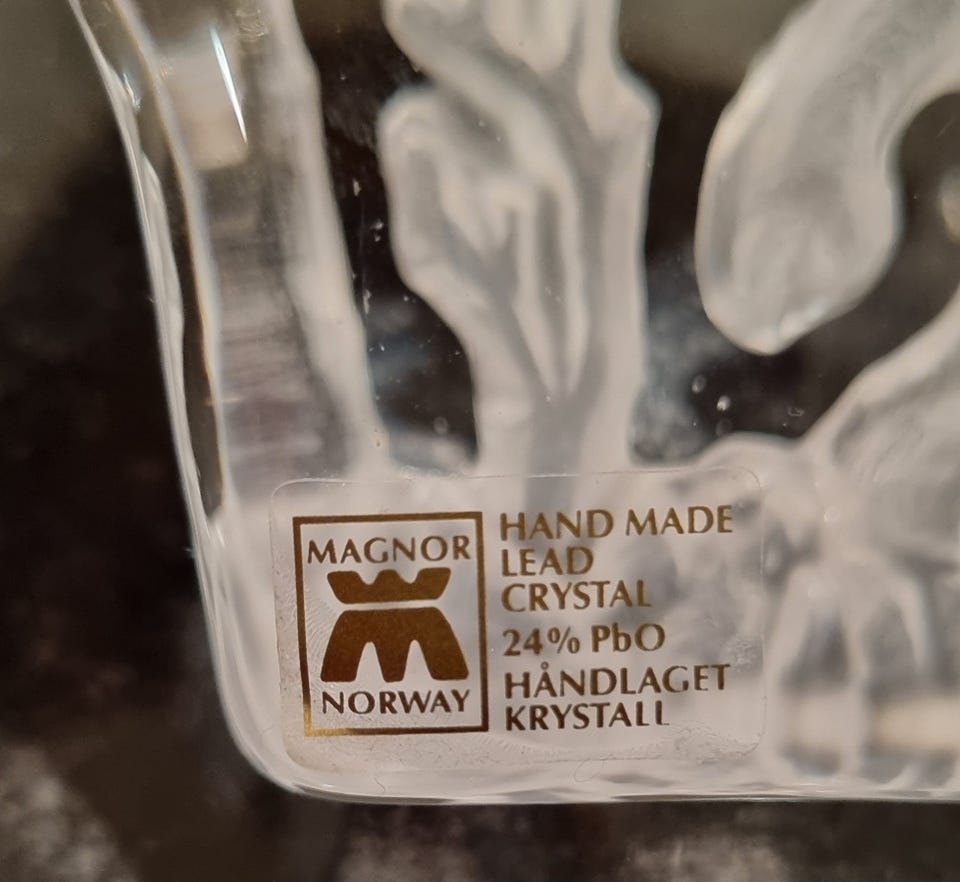 MAGNOR
NORWAY
HAND MADE
LEAD
CRYSTAL
24% PbO
HÅNDLAGET
KRYSTALL